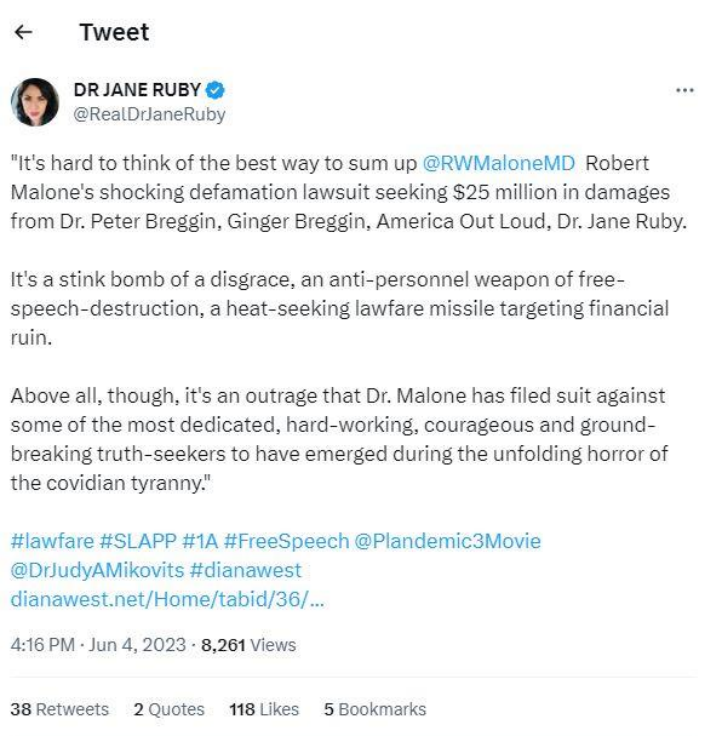 Tweet
DR JANE RUBY
@RealDrJaneRuby
"It's hard to think of the best way to sum up @RWMaloneMD Robert
Malone's shocking defamation lawsuit seeking $25 million in damages
from Dr. Peter Breggin, Ginger Breggin, America Out Loud, Dr. Jane Ruby.
It's a stink bomb of a disgrace, an anti-personnel weapon of free-
speech-destruction, a heat-seeking lawfare missile targeting financial
ruin.
Above all, though, it's an outrage that Dr. Malone has filed suit against
some of the most dedicated, hard-working, courageous and ground-
breaking truth-seekers to have emerged during the unfolding horror of
the covidian tyranny."
#lawfare #SLAPP #1A #FreeSpeech @Plandemic3Movie
@DrJudyAMikovits #dianawest
dianawest.net/Home/tabid/36/...
4:16 PM · Jun 4, 2023 · 8,261 Views
38 Retweets 2 Quotes 118 Likes 5 Bookmarks